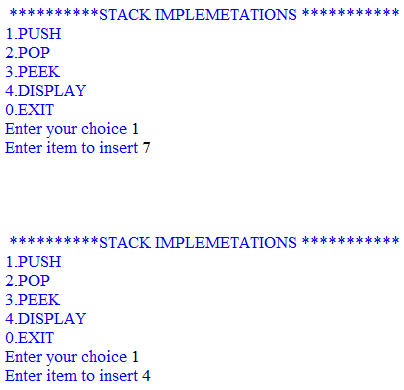 **********STACK IMPLEMETATIONS ***********
1.PUSH
2.POP
3.PEEK
4.DISPLAY
0.EXIT
Enter your choice 1
Enter item to insert 7
**********STACK IMPLEMETATIONS ***********
1.PUSH
2.POP
3.PEEK
4.DISPLAY
0.EXIT
Enter your choice 1
Enter item to insert 4